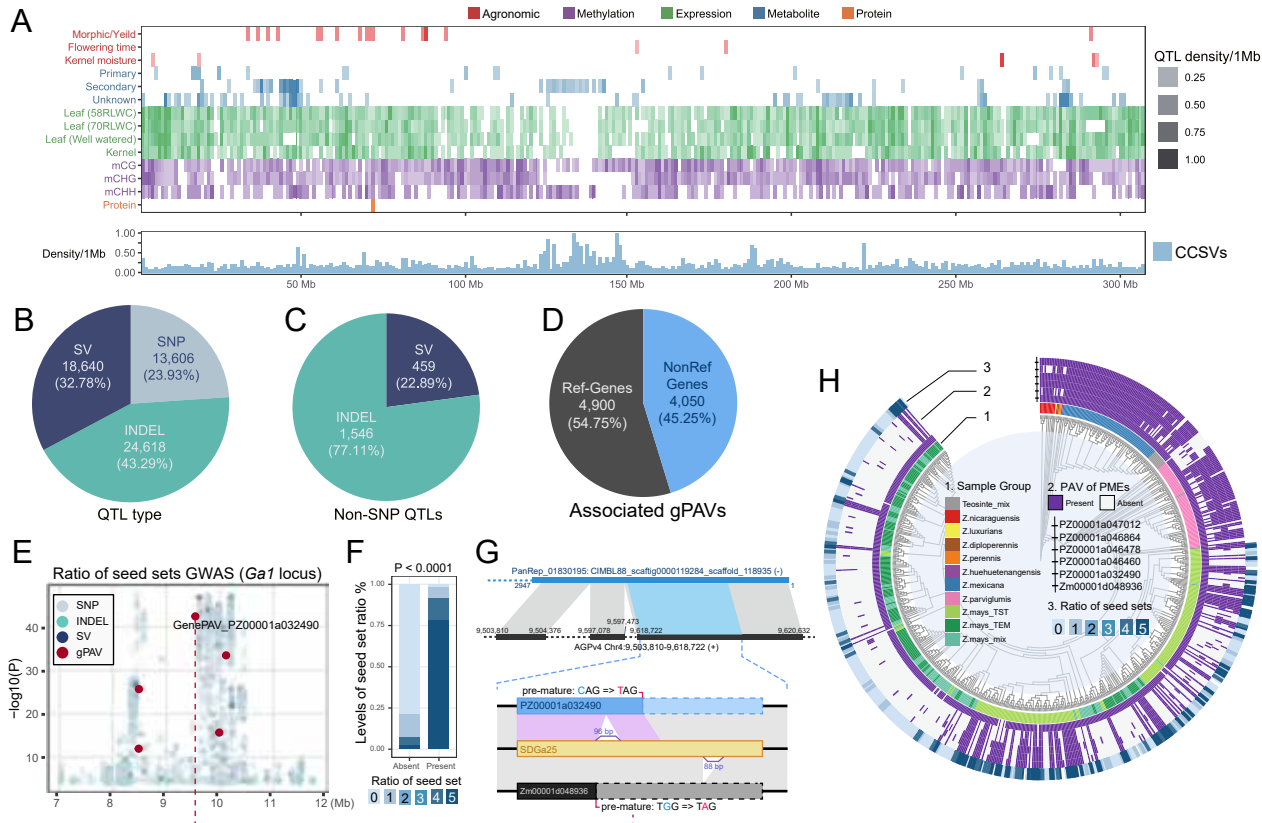 A
Agronomic
Methylation
Expression
Metabolite
Protein
Morphic/Yeild
Flowering time
Kernel moisture
Primary
Secondary
Unknown
Leaf (58RLWC)
Leaf (70RLWC)
Leaf (Well watered)
Kernel
mCG
mCHG
mCHH
Protein
QTL density/1Mb
0.25
0.50
0.75
1.00
Density/1Mb
1.00
0.50
0.00
CCSVs
50 Mb
100 Mb
150 Mb
200 Mb
250 Mb
300 Mb
B
SV
18,640
(32.78%)
SNP
13,606
(23.93%)
INDEL
24,618
(43.29%)
QTL type
C
SV
459
(22.89%)
INDEL
1,546
(77.11%)
Non-SNP QTLs
D
Ref-Genes
4,900
(54.75%)
NonRef
Genes
4,050
(45.25%)
Associated gPAVs
E
Ratio of seed sets GWAS (Ga1 locus)
SNP
INDEL
SV
gPAV
GenePAV_PZ00001a032490
−log10(P)
40
30
20
10
7
8
9
10
11
12 (Mb)
F
P < 0.0001
Levels of seed set ratio %
1.00
0.75
0.50
0.25
0.00
Absent
Present
Ratio of seed set
0 1 2 3 4 5
G
PanRep_01830195: CIMBL88_scaftig0000119284_scaffold_118935 (-)
2947
1
9,503,810
9,504,376
9,597,473
9,597,078
9,618,722
9,620,632
AGPv4 Chr4:9,503,810-9,618,722 (+)
pre-mature: CAG => TAG
PZ00001a032490
96 bp
SDGa25
88 bp
Zm00001d048936
pre-mature: TGG => TAG
H
3
2
1
1. Sample Group
Teosinte_mix
Z.nicaraguensis
Z.luxurians
Z.diploperennis
Z.perennis
Z.huehuetenangensis
Z.mexicana
Z.parviglumis
Z.mays_TST
Z.mays_TEM
Z.mays_mix
2. PAV of PMEs
Present
Absent
PZ00001a047012
PZ00001a046864
PZ00001a046478
PZ00001a046460
PZ00001a032490
Zm00001d048936
3. Ratio of seed sets
0 1 2 3 4 5